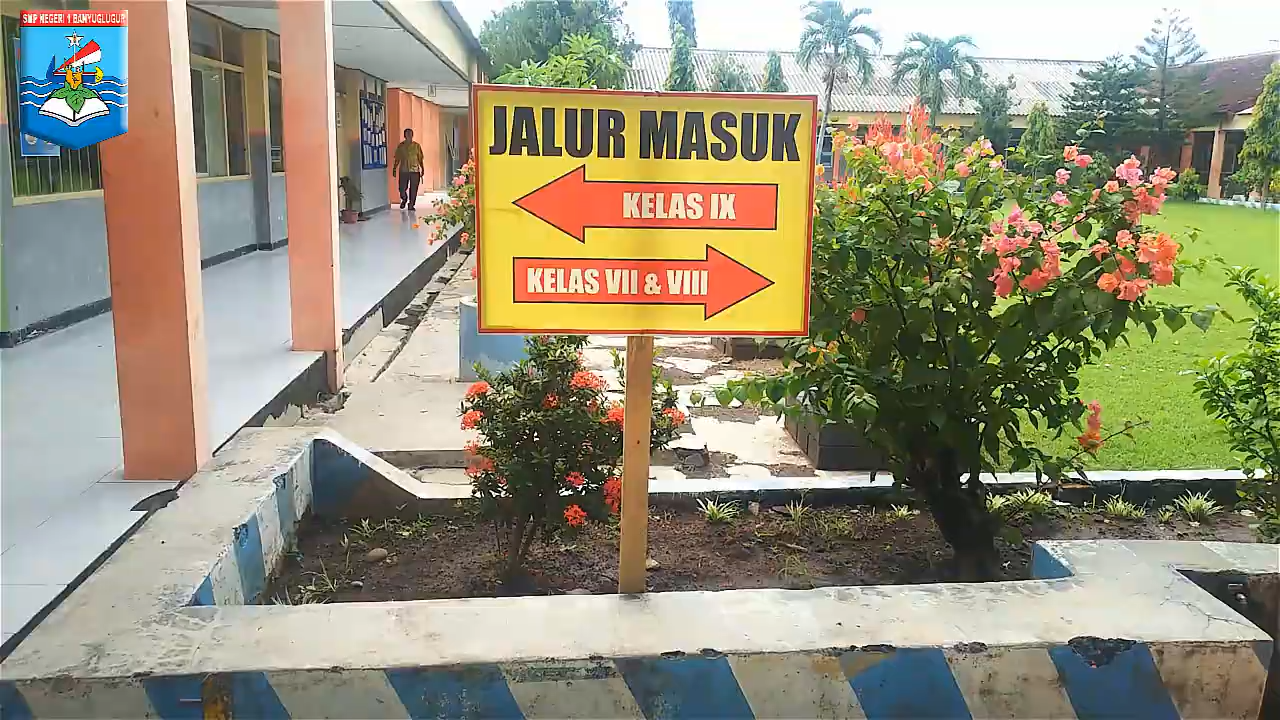 SMP NEGERI 1 BANYUGLUGUR
JALUR MASUK
KELAS IX
KELAS VII & VIII